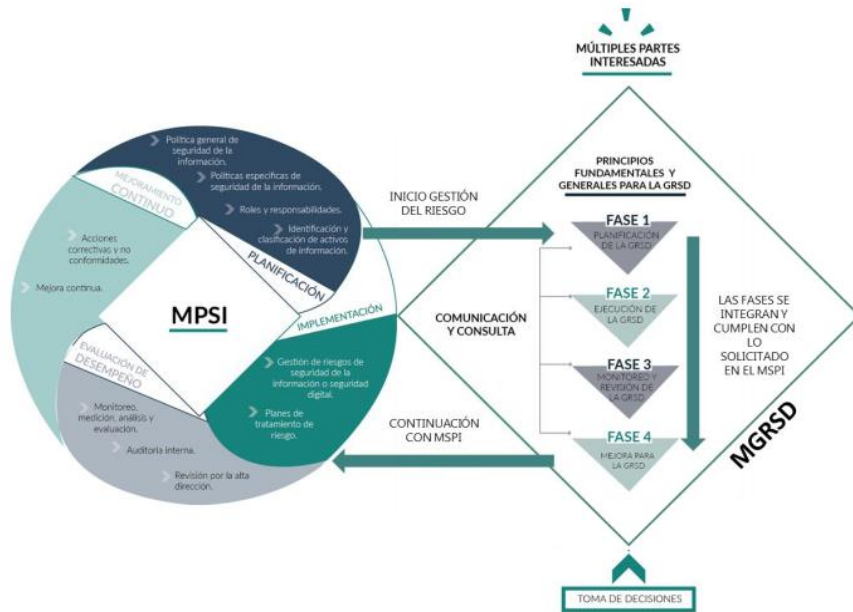 MÚLTIPLES PARTES
INTERESADAS
Política general de
seguridad de la
información.
Políticas específicas de
seguridad de la información.
Roles y responsabilidades.
Identificación y
clasificación de activos
de información.
PLANIFICACIÓN
MEJORAMIENTO
CONTINUO
Acciones
correctivas y no
conformidades.
Mejora continua.
MPSI
IMPLEMENTACIÓN
Gestión de riesgos de
seguridad de la
información o seguridad
digital.
Planes de
tratamiento de
riesgo.
EVALUACIÓN DE
DESEMPEÑO
Monitoreo,
medición, análisis y
evaluación.
Auditoría interna.
Revisión por la alta
dirección.
INICIO GESTIÓN
DEL RIESGO
CONTINUACIÓN
CON MSPI
COMUNICACIÓN
Y CONSULTA
PRINCIPIOS
FUNDAMENTALES Y
GENERALES PARA LA GRSD
FASE 1
PLANIFICACIÓN
DE LA GRSD
FASE 2
EJECUCIÓN DE
LA GRSD
FASE 3
MONITOREO Y
REVISIÓN DE
LA GRSD
FASE 4
MEJORA PARA
LA GRSD
LAS FASES SE
INTEGRAN Y
CUMPLEN CON
LO
SOLICITADO
EN EL MSPI
MGRSD
TOMA DE DECISIONES